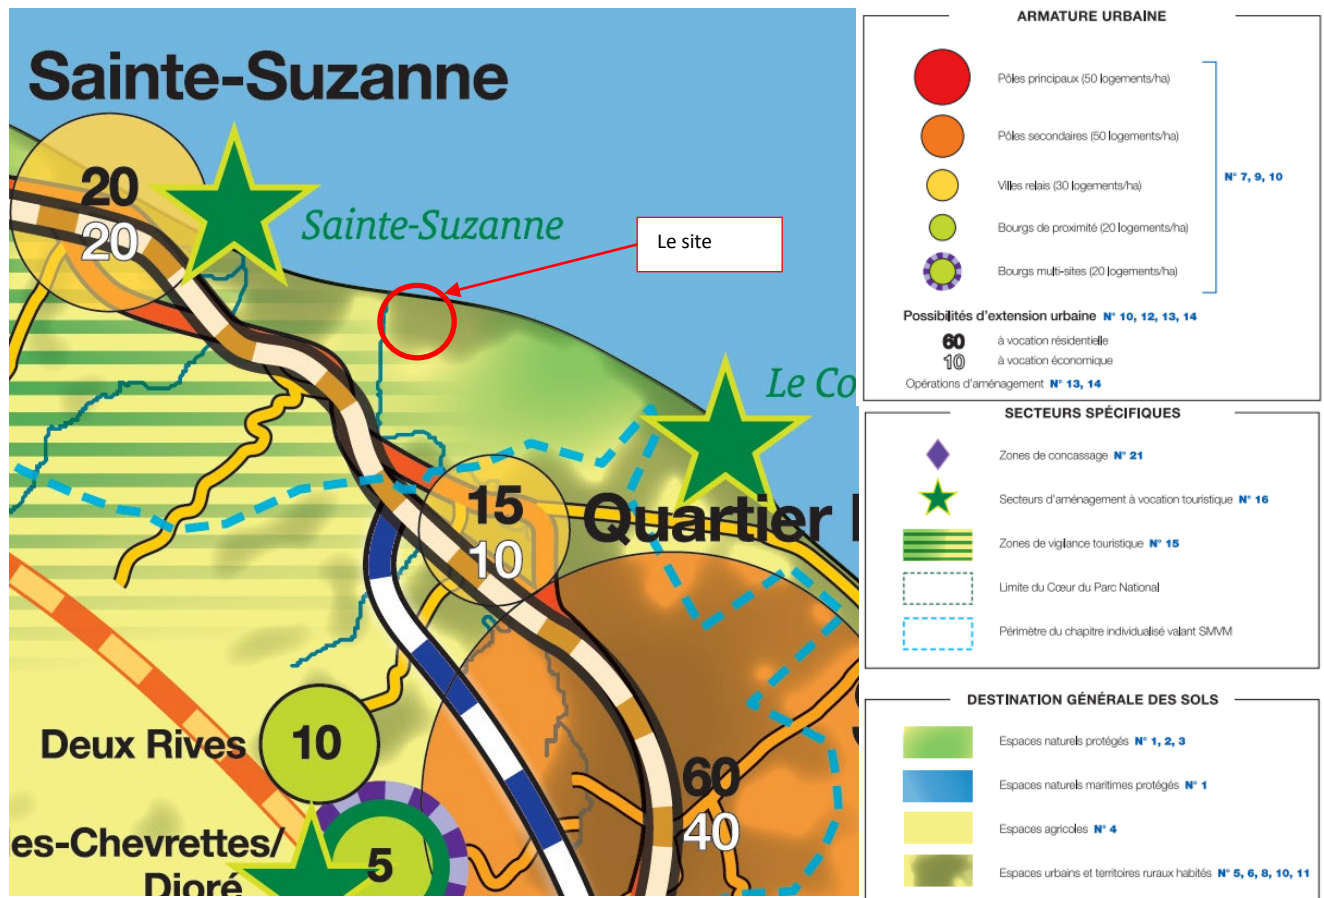 Sainte-Suzanne
20
20
Sainte-Suzanne
Le site
Le Co
15
10
Quartier
Deux Rives
10
60
40
es-Chevrettes/
Dioré
5
ARMATURE URBAINE
Pôles principaux (50 logements/ha)
Pôles secondaires (50 logements/ha)
Villes relais (30 logements/ha)
N° 7, 9, 10
Bourgs de proximité (20 logements/ha)
Bourgs multi-sites (20 logements/ha)
Possibilités d'extension urbaine N° 10, 12, 13, 14
60 à vocation résidentielle
10 à vocation économique
Opérations d'aménagement N° 13, 14
SECTEURS SPÉCIFIQUES
Zones de concassage N° 21
Secteurs d'aménagement à vocation touristique N° 16
Zones de vigilance touristique N° 15
Limite du Cœur du Parc National
Périmètre du chapitre individualisé valant SMVM
DESTINATION GÉNÉRALE DES SOLS
Espaces naturels protégés N° 1, 2, 3
Espaces naturels maritimes protégés N° 1
Espaces agricoles N° 4
Espaces urbains et territoires ruraux habités N° 5, 6, 8, 10, 11